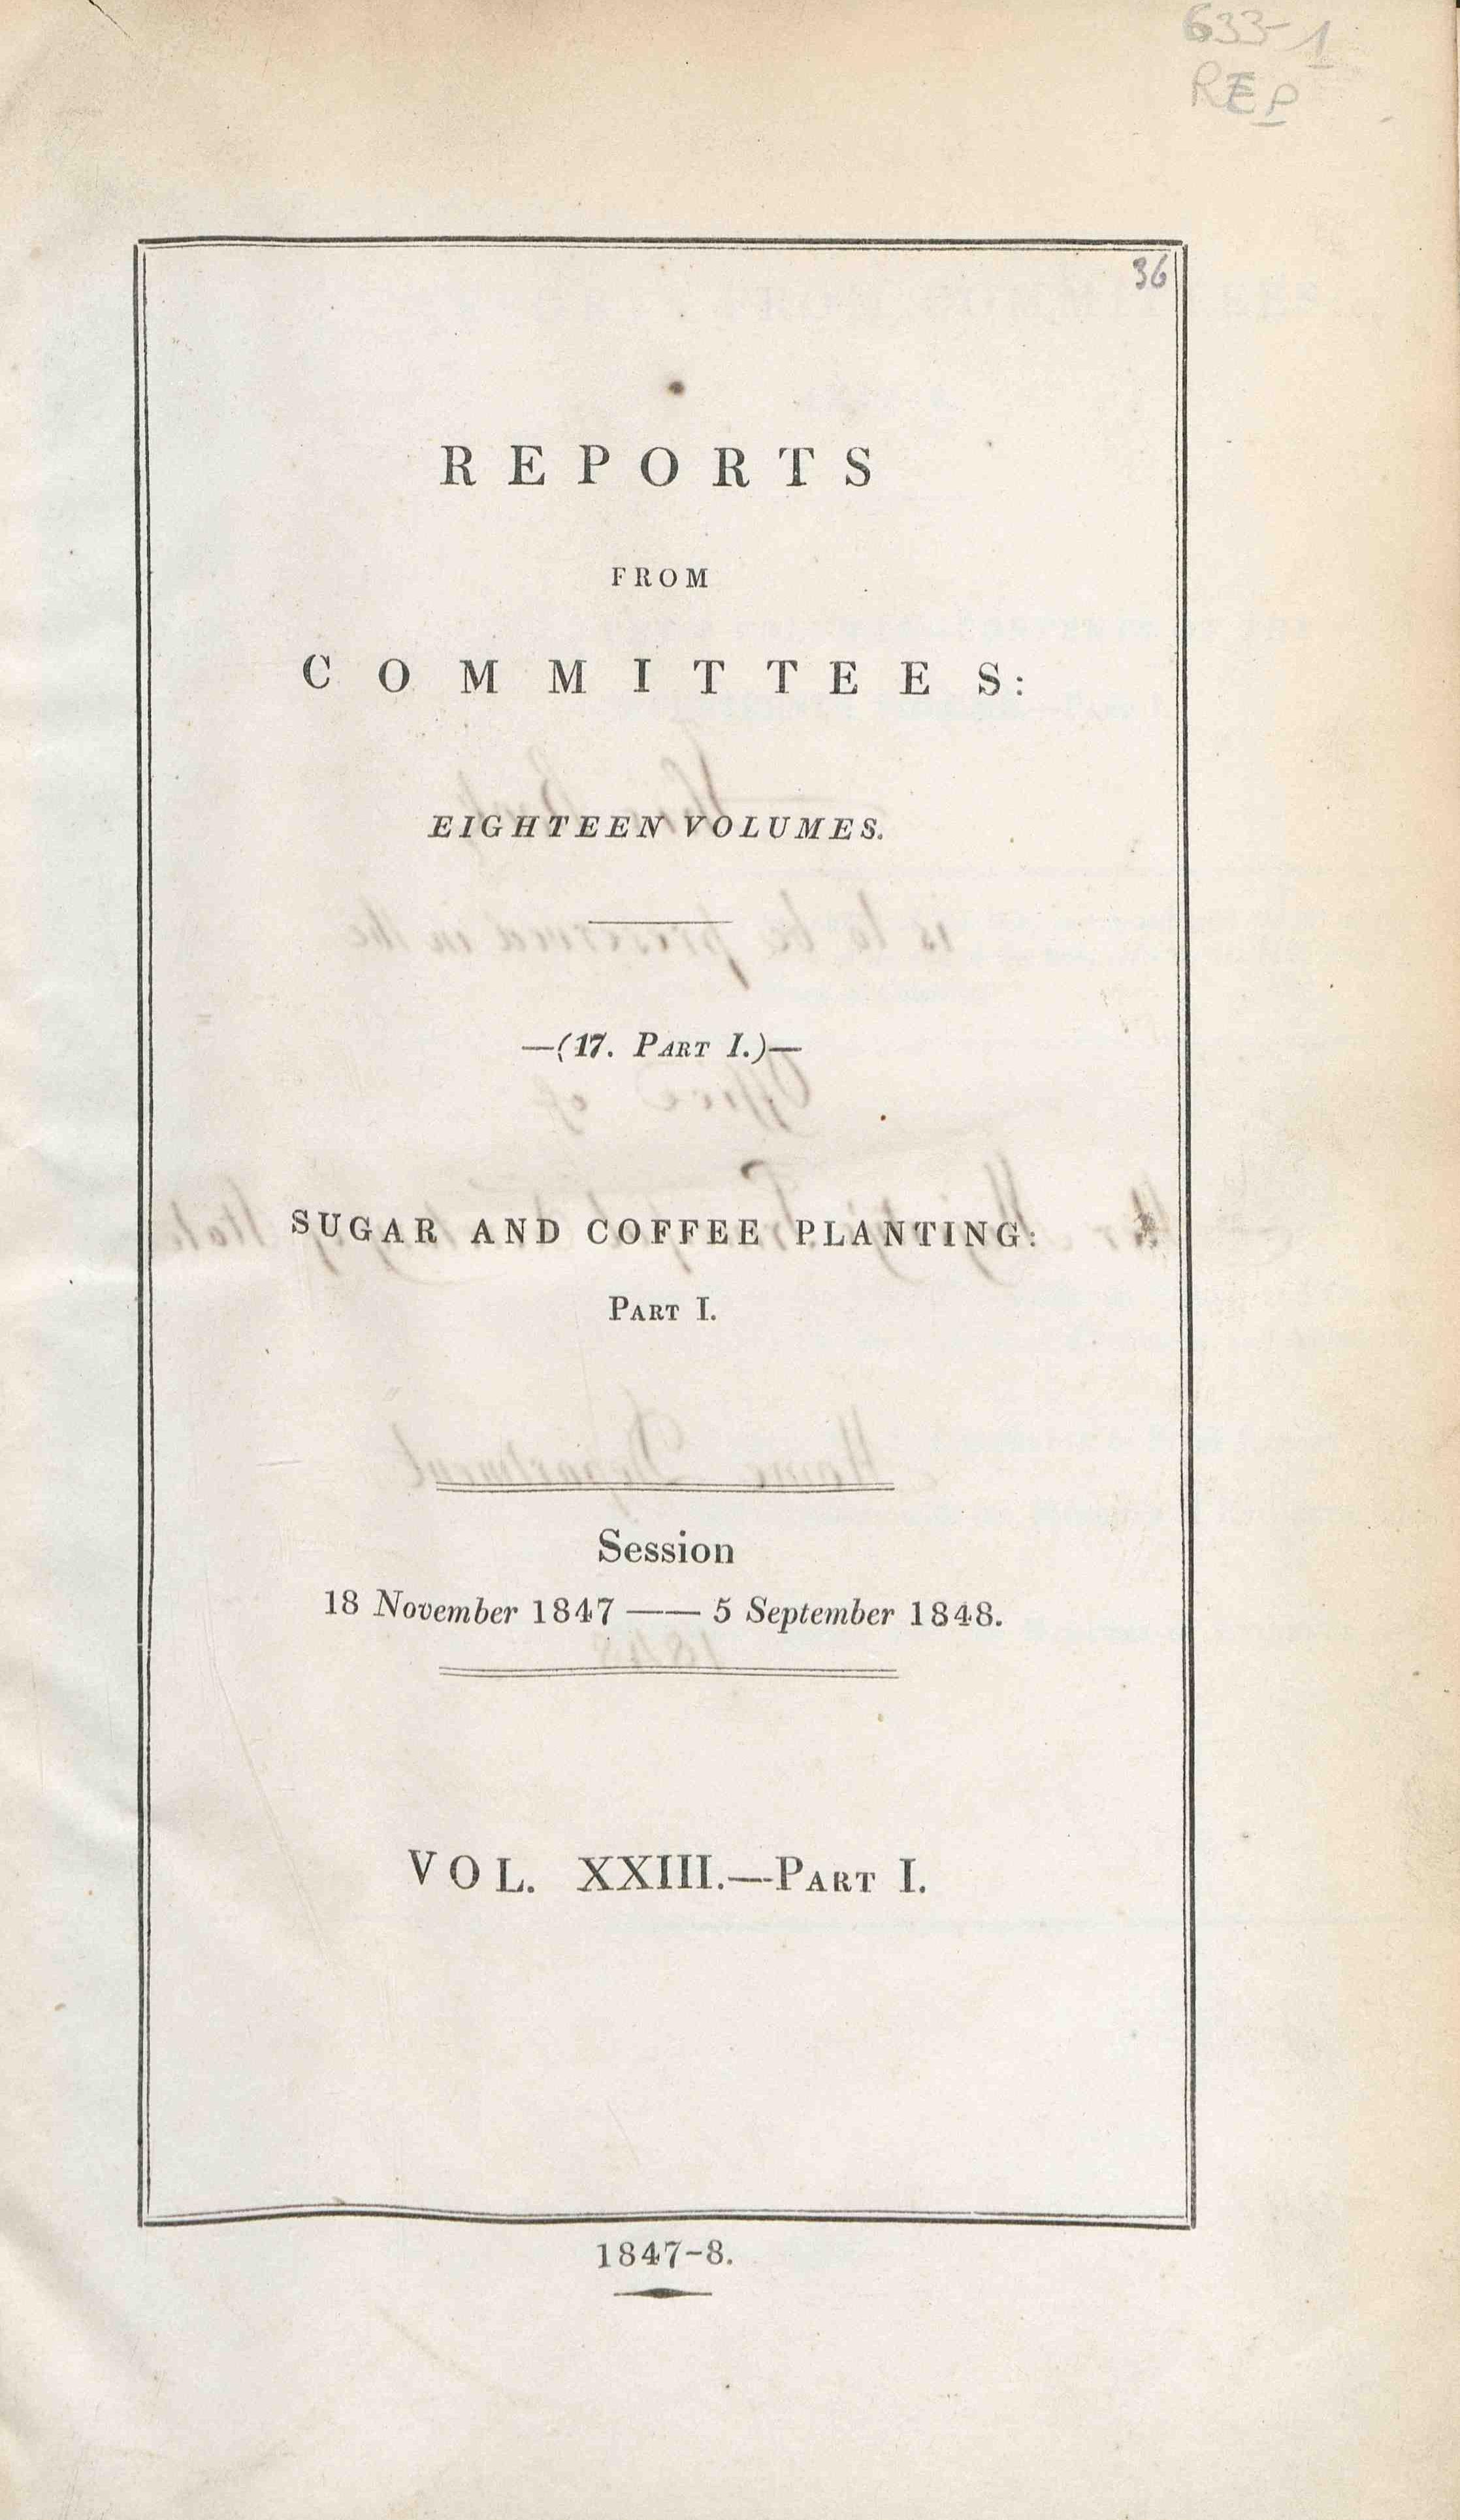 633-1
REP
36
REPORTS
FROM
COMMITTEES:
EIGHTEEN VOLUMES.
—(17. PART I.)—
SUGAR AND COFFEE PLANTING:
PART I.
Session
18 November 1847 —— 5 September 1848.
VOL. XXIII.—PART I.
1847-8.